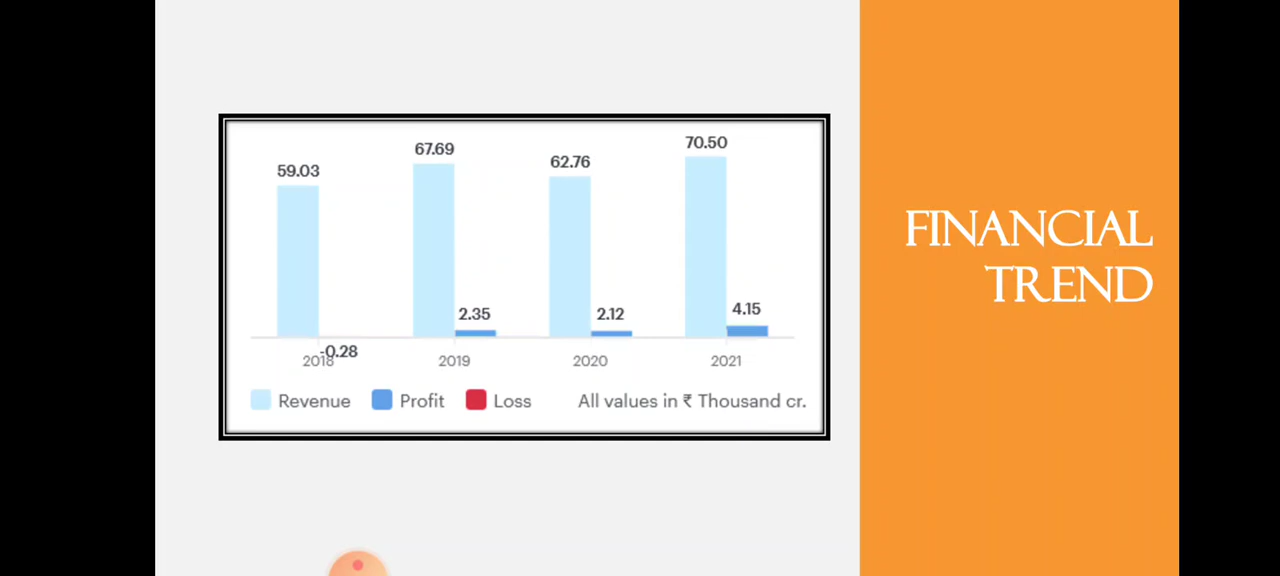 70.50
67.69
62.76
59.03
4.15
2.35
2.12
-0.28
2018
2019
2020
2021
Revenue
Profit
Loss
All values in ₹ Thousand cr.
FINANCIAL
TREND